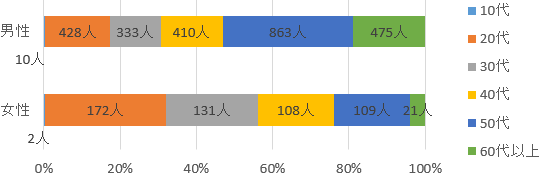 男性 428人 333人 410人 863人 475人
10人
女性 172人 131人 108人 109人 21人
2人
0% 20% 40% 60% 80% 100%
10代
20代
30代
40代
50代
60代以上